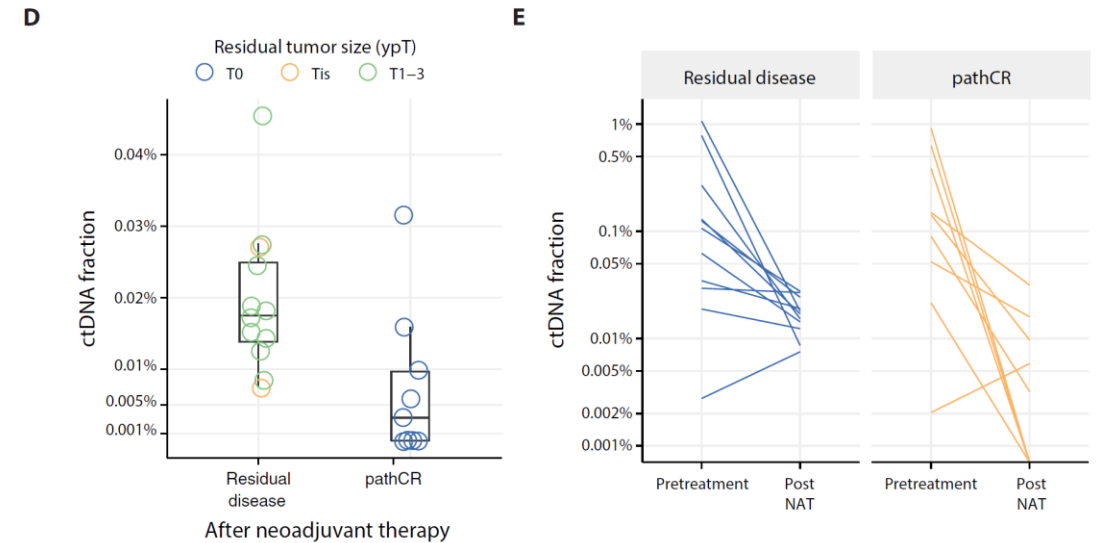 D
Residual tumor size (ypT)
T0 Tis T1–3
ctDNA fraction
0.04%
0.03%
0.02%
0.01%
0.005%
0.001%
Residual
disease
pathCR
After neoadjuvant therapy
E
Residual disease
pathCR
ctDNA fraction
1%
0.5%
0.1%
0.05%
0.01%
0.005%
0.002%
0.001%
Pretreatment
Post
NAT
Pretreatment
Post
NAT